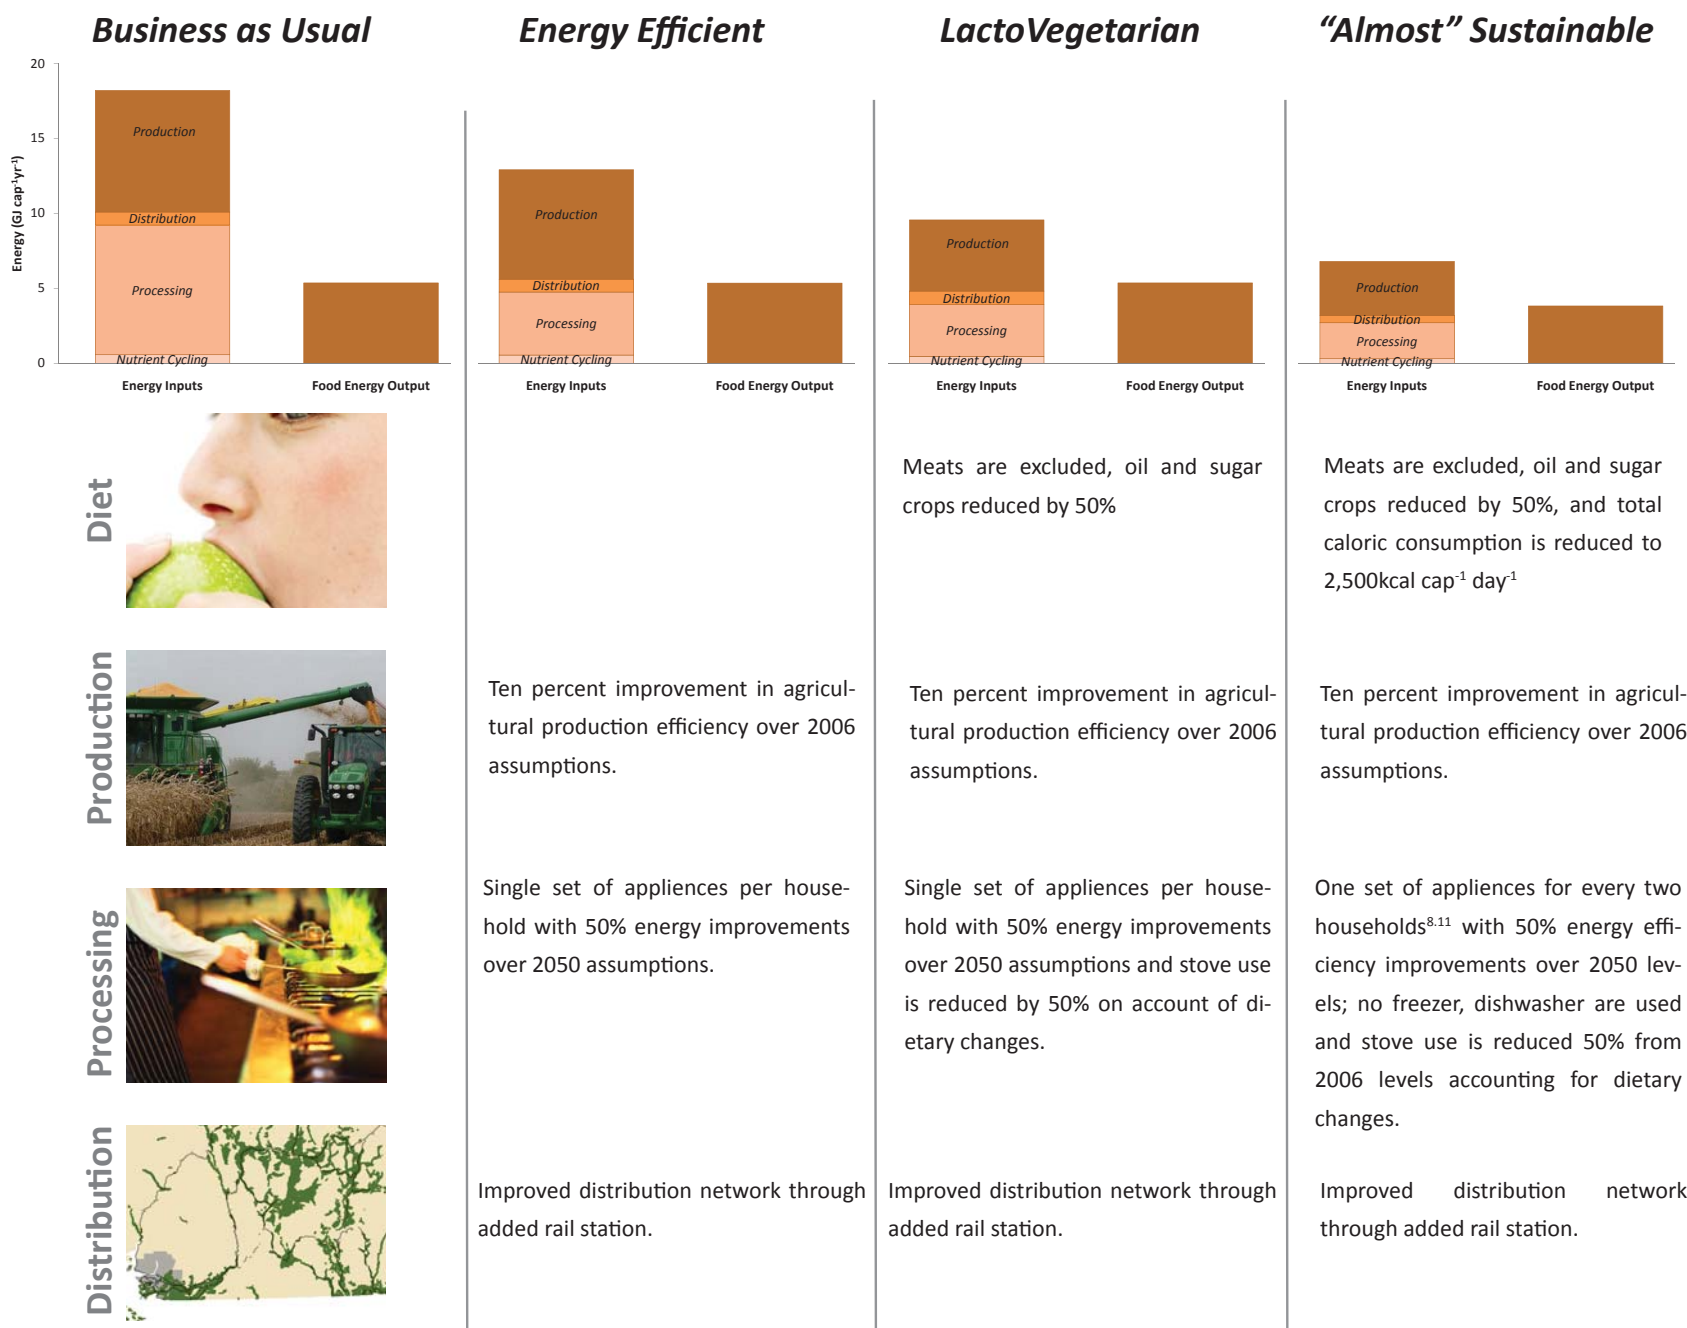 Business as Usual
Energy Efficient
LactoVegetarian
“Almost” Sustainable
Energy (GJ cap-1yr-1)
20
15
10
5
0
Production
Distribution
Processing
Nutrient Cycling
Energy Inputs
Food Energy Output
Production
Distribution
Processing
Nutrient Cycling
Energy Inputs
Food Energy Output
Production
Distribution
Processing
Nutrient Cycling
Energy Inputs
Food Energy Output
Production
Distribution
Processing
Nutrient Cycling
Energy Inputs
Food Energy Output
Diet
Meats are excluded, oil and sugar
crops reduced by 50%
Meats are excluded, oil and sugar
crops reduced by 50%, and total
caloric consumption is reduced to
2,500kcal cap-1 day-1
Production
Ten percent improvement in agricul-
tural production efficiency over 2006
assumptions.
Ten percent improvement in agricul-
tural production efficiency over 2006
assumptions.
Ten percent improvement in agricul-
tural production efficiency over 2006
assumptions.
Processing
Single set of appliences per house-
hold with 50% energy improvements
over 2050 assumptions.
Single set of appliences per house-
hold with 50% energy improvements
over 2050 assumptions and stove use
is reduced by 50% on account of di-
etary changes.
One set of appliences for every two
households8.11 with 50% energy effi-
ciency improvements over 2050 lev-
els; no freezer, dishwasher are used
and stove use is reduced 50% from
2006 levels accounting for dietary
changes.
Distribution
Improved distribution network through
added rail station.
Improved distribution network through
added rail station.
Improved distribution network
through added rail station.